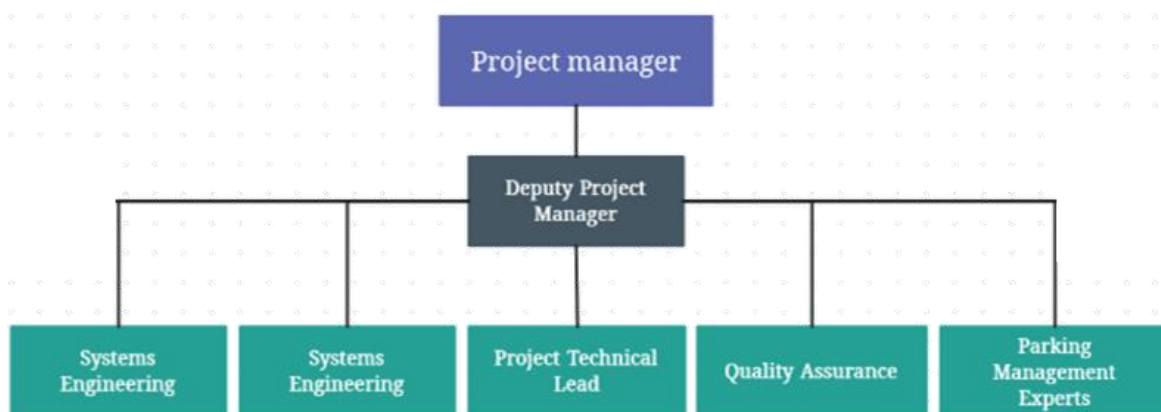 Project manager
Deputy Project
Manager
Systems
Engineering
Systems
Engineering
Project Technical
Lead
Quality Assurance
Parking
Management
Experts